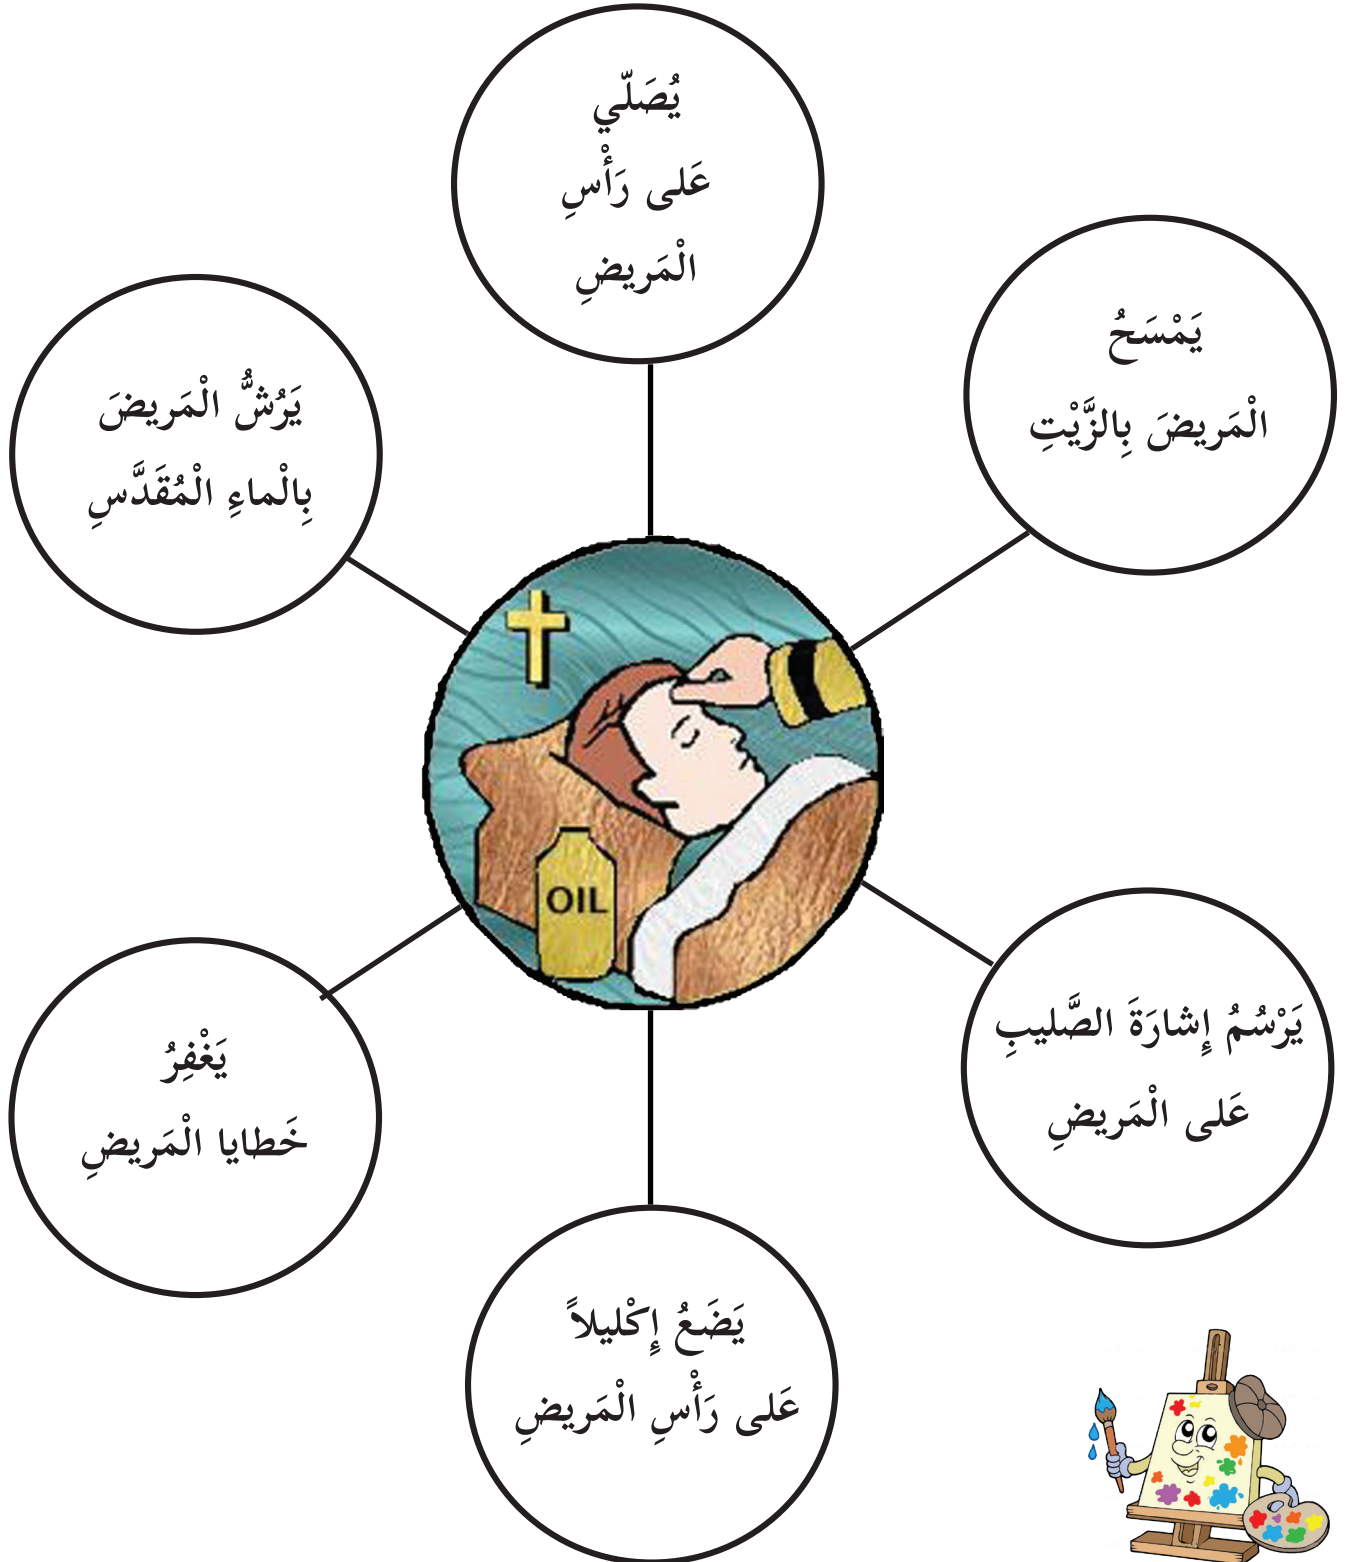 يُصَلّي
عَلى رَأْسِ
الْمَريضِ
يَمْسَحُ
الْمَريضَ بِالزَّيْتِ
يَرُشُّ الْمَريضَ
بِالْماءِ الْمُقَدَّسِ
OIL
يَرْسُمُ إِشارَةَ الصَّليبِ
عَلى الْمَريضِ
يَغْفِرُ
خَطايا الْمَريضِ
يَضَعُ إِكْليلاً
عَلى رَأْسِ الْمَريضِ